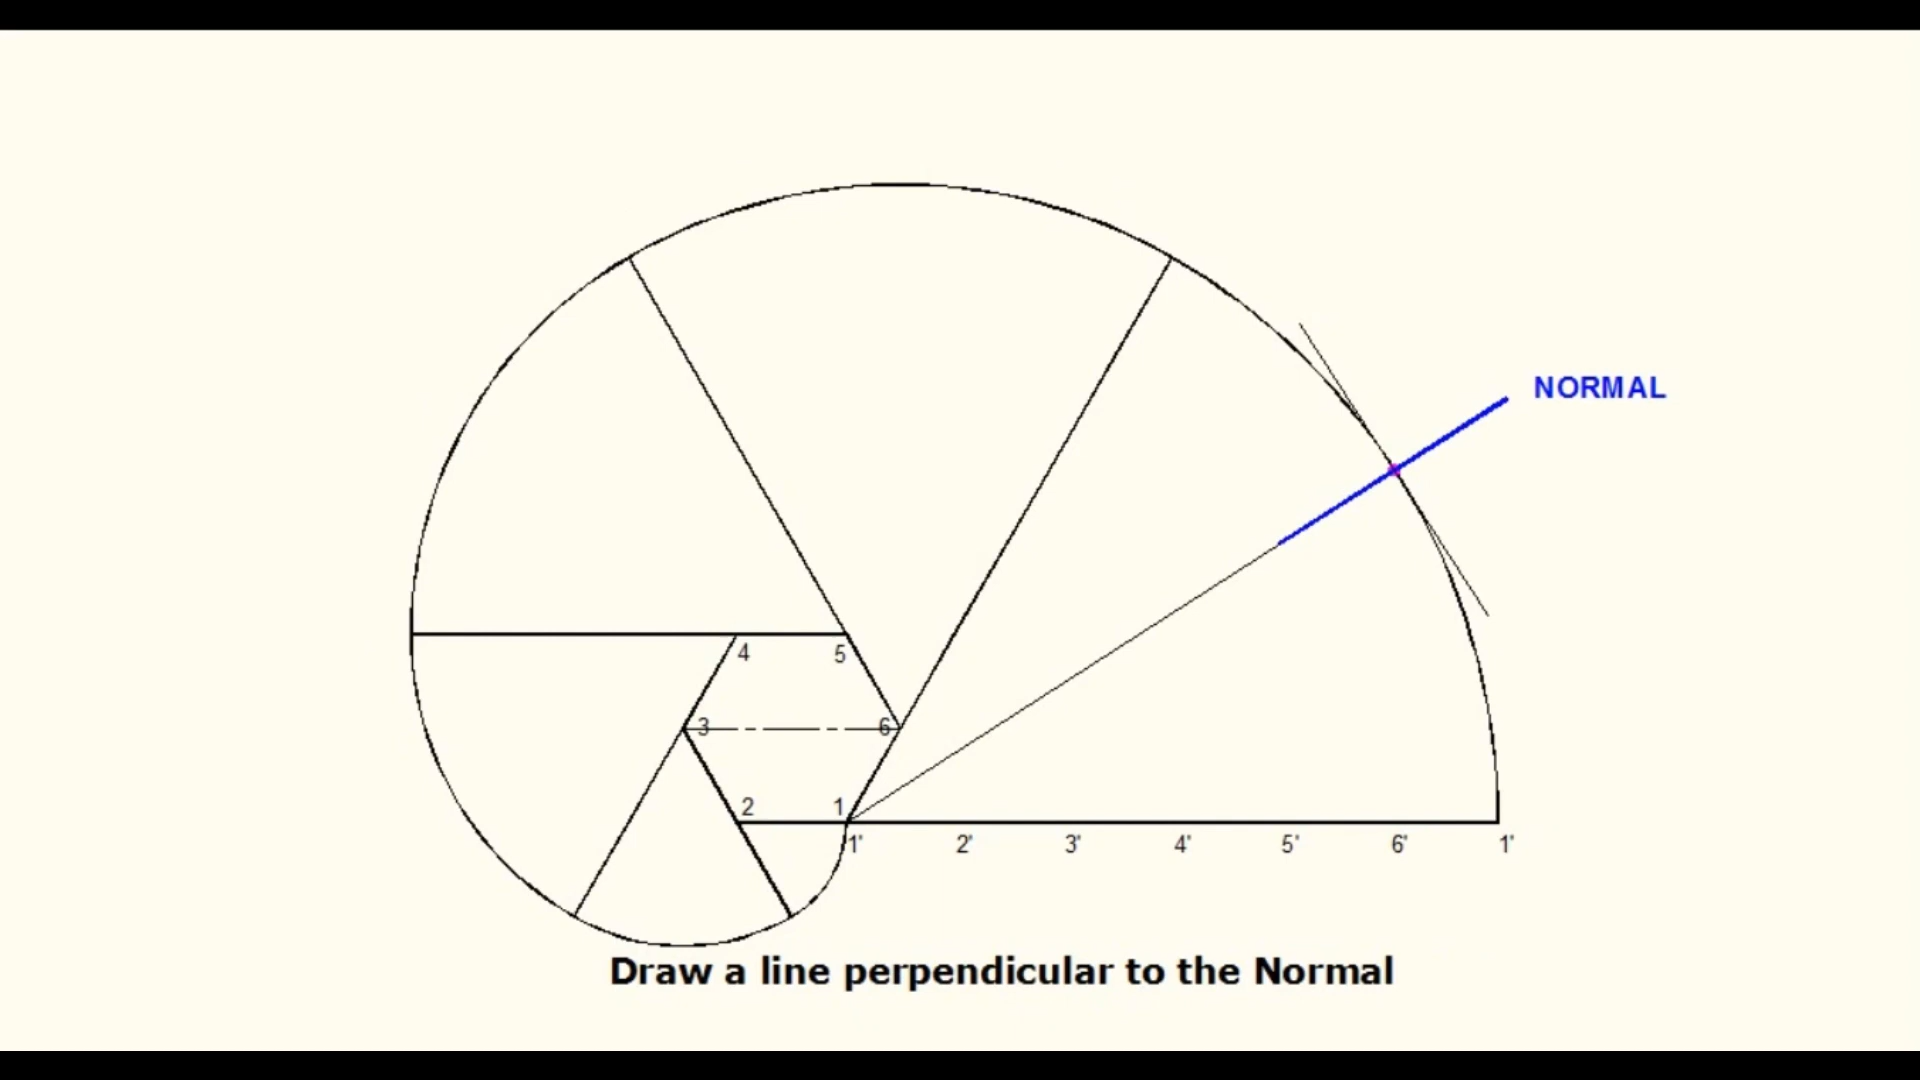 NORMAL
4 5
3 6
2 1
1' 2' 3' 4' 5' 6' 1'
Draw a line perpendicular to the Normal